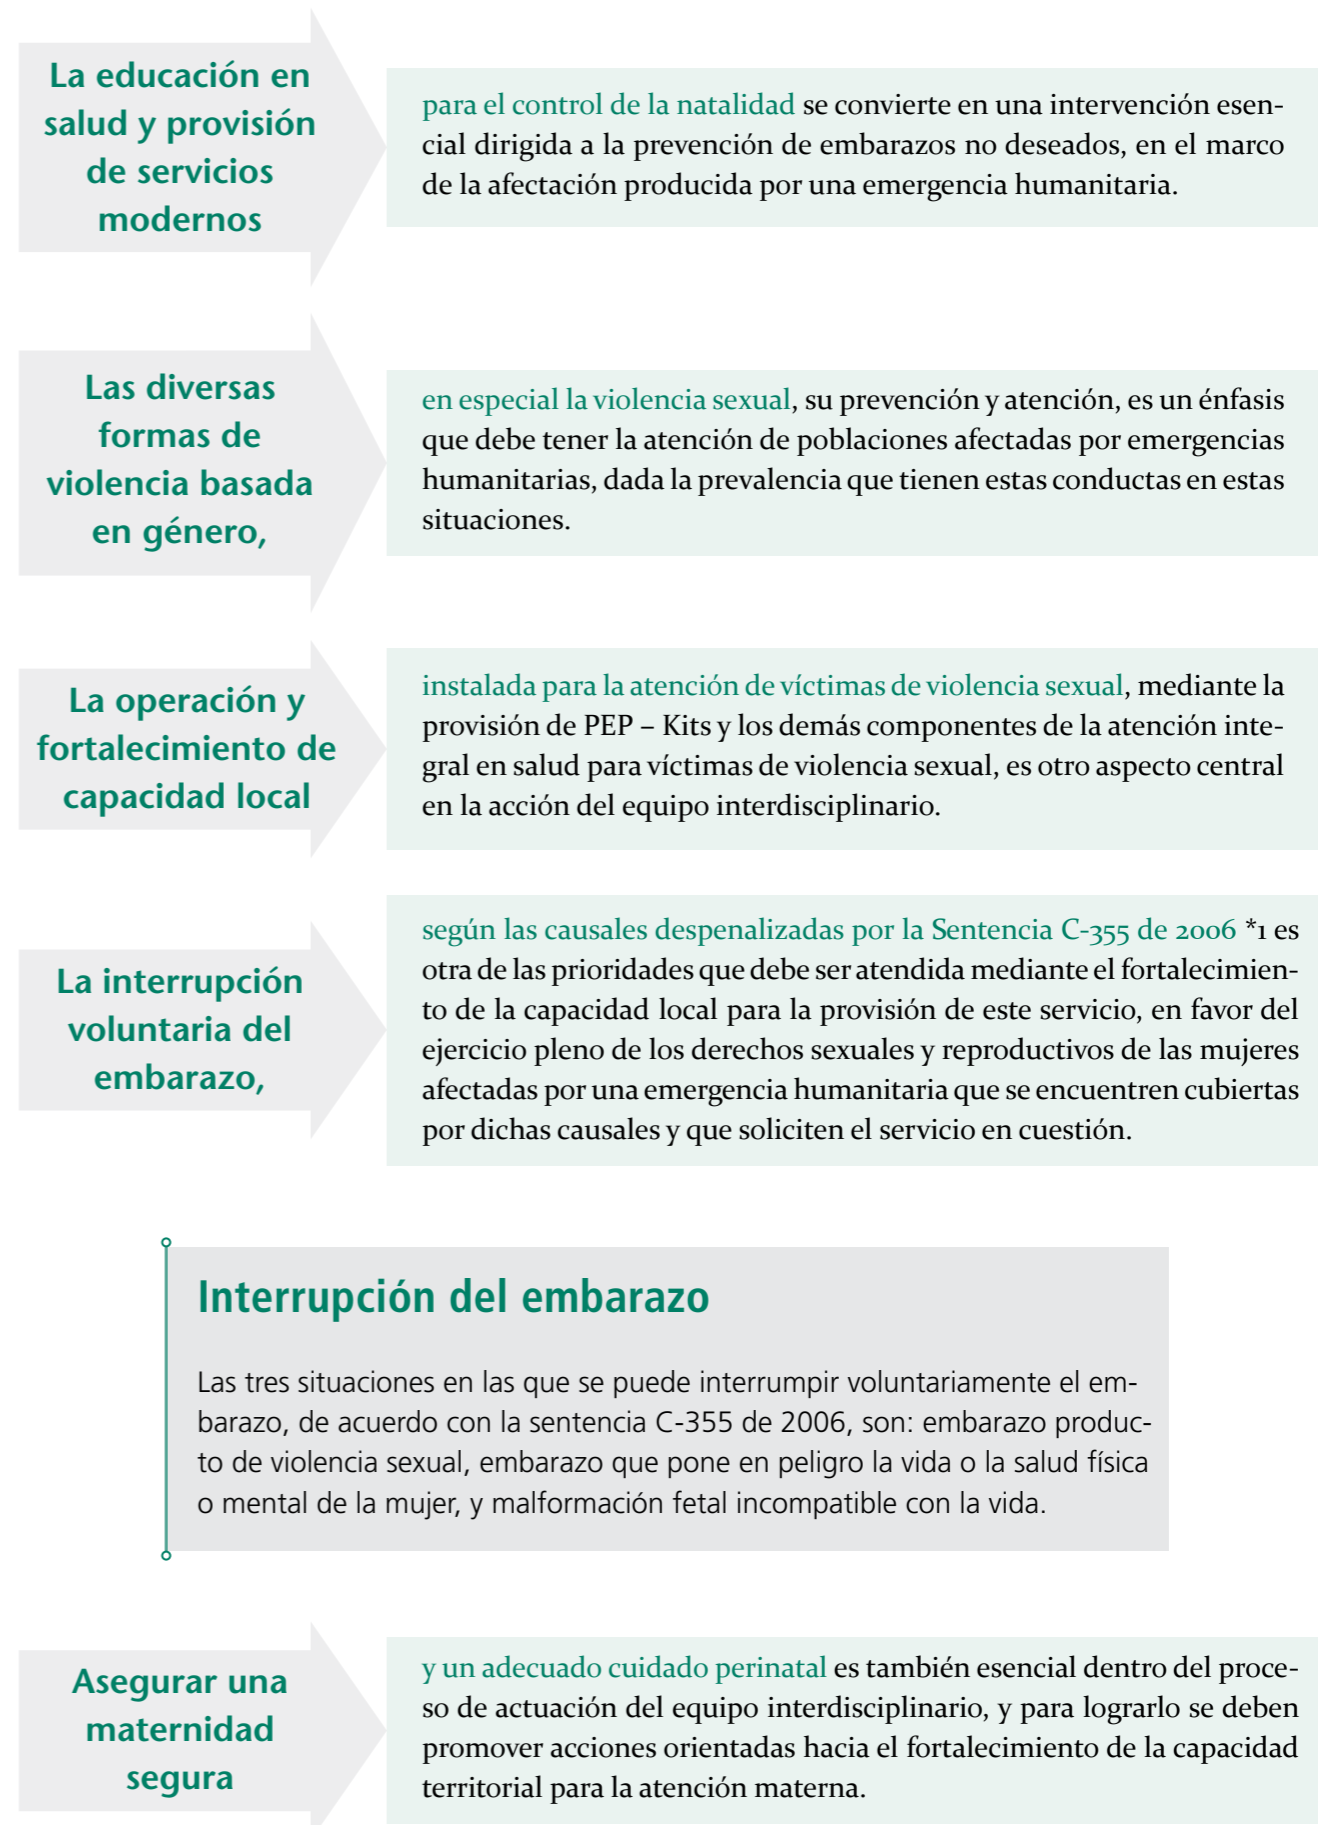 La educación en
salud y provisión
de servicios
modernos
para el control de la natalidad se convierte en una intervención esen-
cial dirigida a la prevención de embarazos no deseados, en el marco
de la afectación producida por una emergencia humanitaria.
Las diversas
formas de
violencia basada
en género,
en especial la violencia sexual, su prevención y atención, es un énfasis
que debe tener la atención de poblaciones afectadas por emergencias
humanitarias, dada la prevalencia que tienen estas conductas en estas
situaciones.
La operación y
fortalecimiento de
capacidad local
instalada para la atención de víctimas de violencia sexual, mediante la
provisión de PEP – Kits y los demás componentes de la atención inte-
gral en salud para víctimas de violencia sexual, es otro aspecto central
en la acción del equipo interdisciplinario.
La interrupción
voluntaria del
embarazo,
según las causales despenalizadas por la Sentencia C-355 de 2006 *1 es
otra de las prioridades que debe ser atendida mediante el fortalecimien-
to de la capacidad local para la provisión de este servicio, en favor del
ejercicio pleno de los derechos sexuales y reproductivos de las mujeres
afectadas por una emergencia humanitaria que se encuentren cubiertas
por dichas causales y que soliciten el servicio en cuestión.
Interrupción del embarazo
Las tres situaciones en las que se puede interrumpir voluntariamente el em-
barazo, de acuerdo con la sentencia C-355 de 2006, son: embarazo produc-
to de violencia sexual, embarazo que pone en peligro la vida o la salud física
o mental de la mujer, y malformación fetal incompatible con la vida.
Asegurar una
maternidad
segura
y un adecuado cuidado perinatal es también esencial dentro del proce-
so de actuación del equipo interdisciplinario, y para lograrlo se deben
promover acciones orientadas hacia el fortalecimiento de la capacidad
territorial para la atención materna.